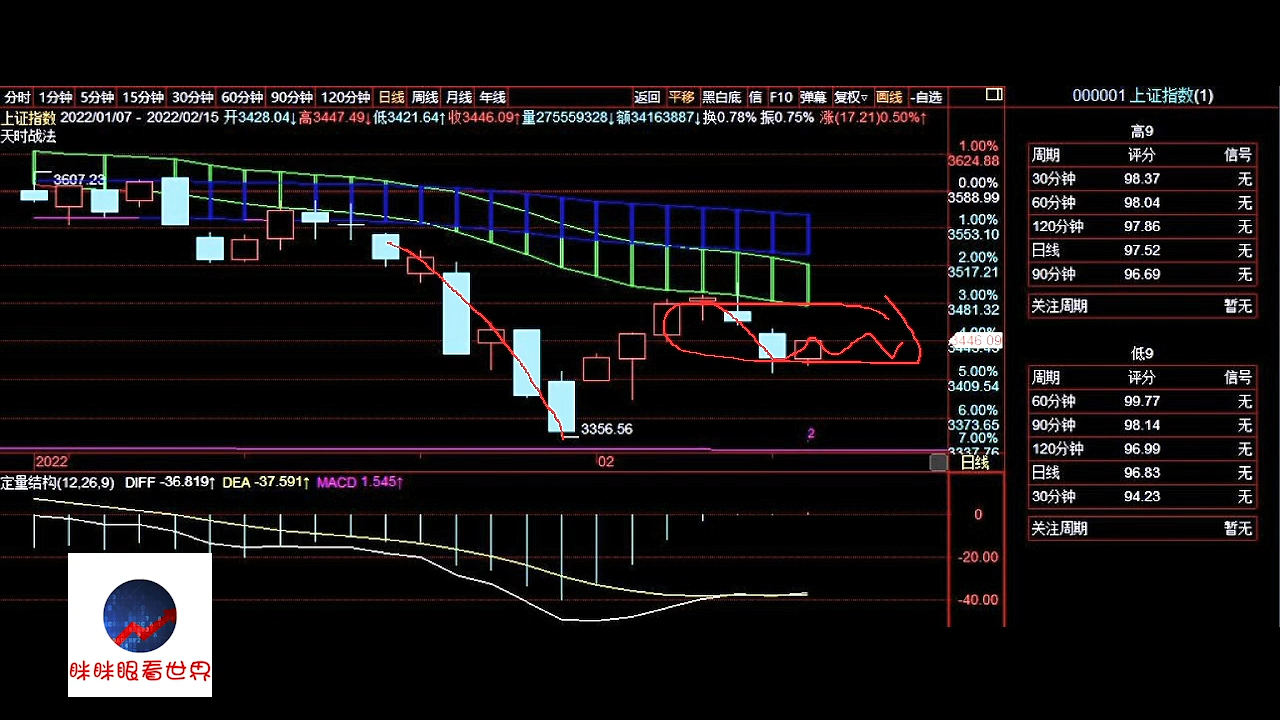 分时 1分钟 5分钟 15分钟 30分钟 60分钟 90分钟 120分钟 日线 周线 月线 年线 返回 平移 黑白底 信 F10 弹幕 复权▿ 画线 -自选
上证指数 2022/01/07 - 2022/02/15 开3428.04↓高3447.49↓低3421.64↑收3446.09↑量275559328↓额34163887↓换0.78% 振0.75% 涨(17.21)0.50%↑
天时战法
3607.23
3356.56
2
1.00%
3624.88
0.00%
3588.99
1.00%
3553.10
2.00%
3517.21
3.00%
3481.32
4.00%
3446.09
5.00%
3409.54
6.00%
3373.65
7.00%
3337.76
2022 02 日线
定量结构(12,26,9) DIFF -36.819↑ DEA -37.591↑ MACD 1.545↑
0
-20.00
-40.00
000001 上证指数(1)
高9
周期 评分 信号
30分钟 98.37 无
60分钟 98.04 无
120分钟 97.86 无
日线 97.52 无
90分钟 96.69 无
关注周期 暂无
低9
周期 评分 信号
60分钟 99.77 无
90分钟 98.14 无
120分钟 96.99 无
日线 96.83 无
30分钟 94.23 无
关注周期 暂无
眯眯眼看世界